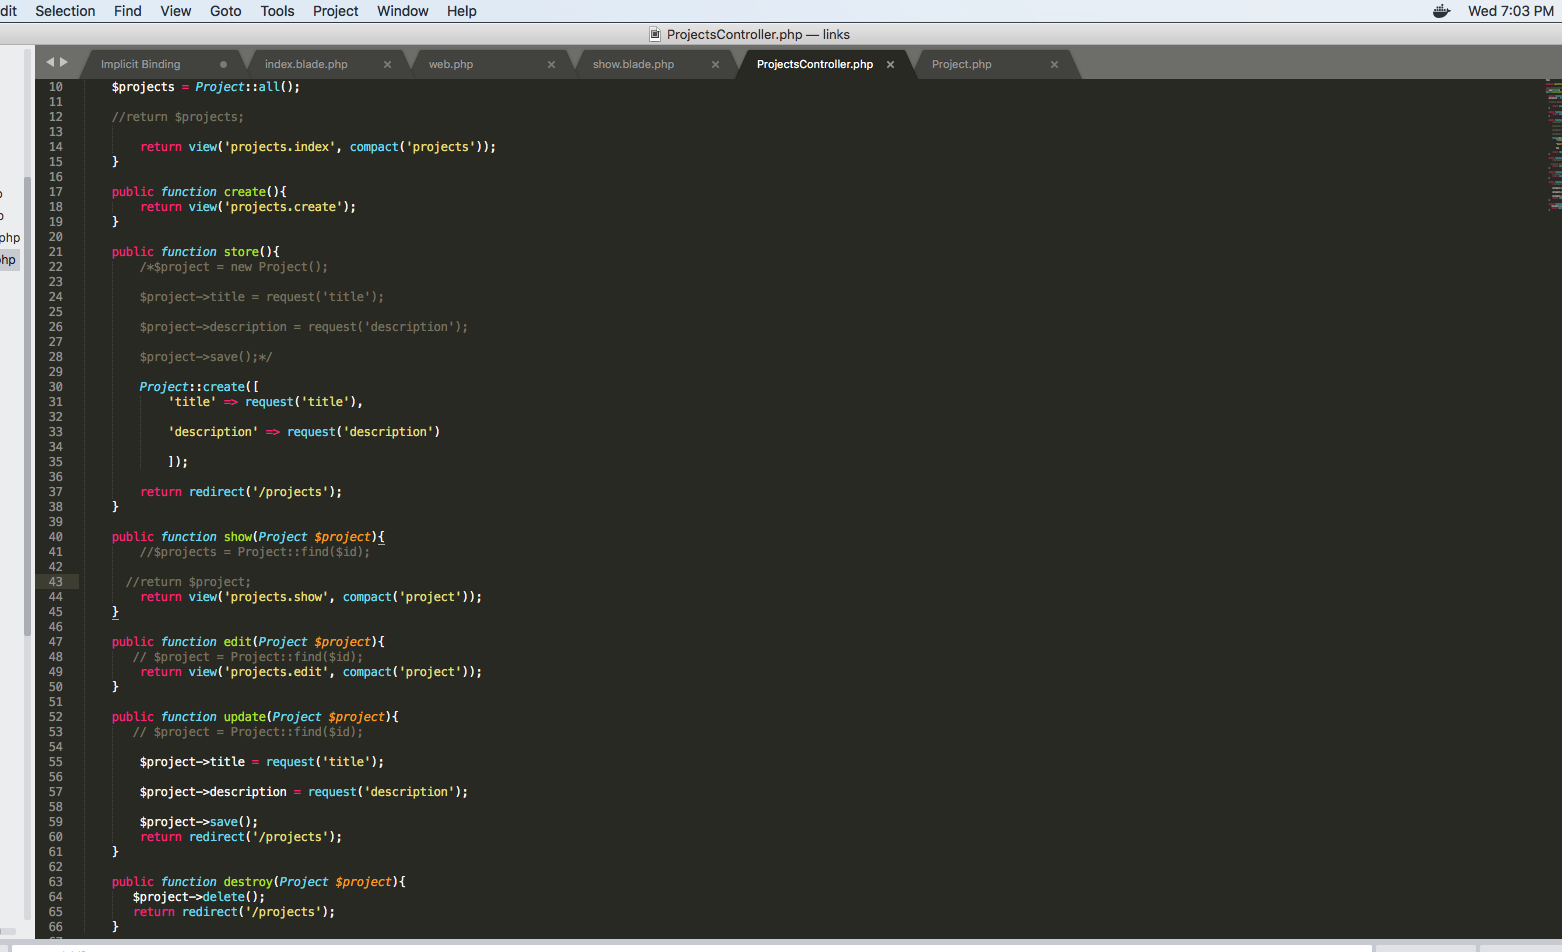 dit Selection Find View Goto Tools Project Window Help Wed 7:03 PM
ProjectsController.php — links
Implicit Binding index.blade.php web.php show.blade.php ProjectsController.php Project.php
php
hp
10 $projects = Project::all();
11
12 //return $projects;
13
14 return view('projects.index', compact('projects'));
15 }
16
17 public function create(){
18 return view('projects.create');
19 }
20
21 public function store(){
22 /*$project = new Project();
23
24 $project->title = request('title');
25
26 $project->description = request('description');
27
28 $project->save();*/
29
30 Project::create([
31 'title' => request('title'),
32
33 'description' => request('description')
34
35 ]);
36
37 return redirect('/projects');
38 }
39
40 public function show(Project $project){
41 //$projects = Project::find($id);
42
43 //return $project;
44 return view('projects.show', compact('project'));
45 }
46
47 public function edit(Project $project){
48 // $project = Project::find($id);
49 return view('projects.edit', compact('project'));
50 }
51
52 public function update(Project $project){
53 // $project = Project::find($id);
54
55 $project->title = request('title');
56
57 $project->description = request('description');
58
59 $project->save();
60 return redirect('/projects');
61 }
62
63 public function destroy(Project $project){
64 $project->delete();
65 return redirect('/projects');
66 }